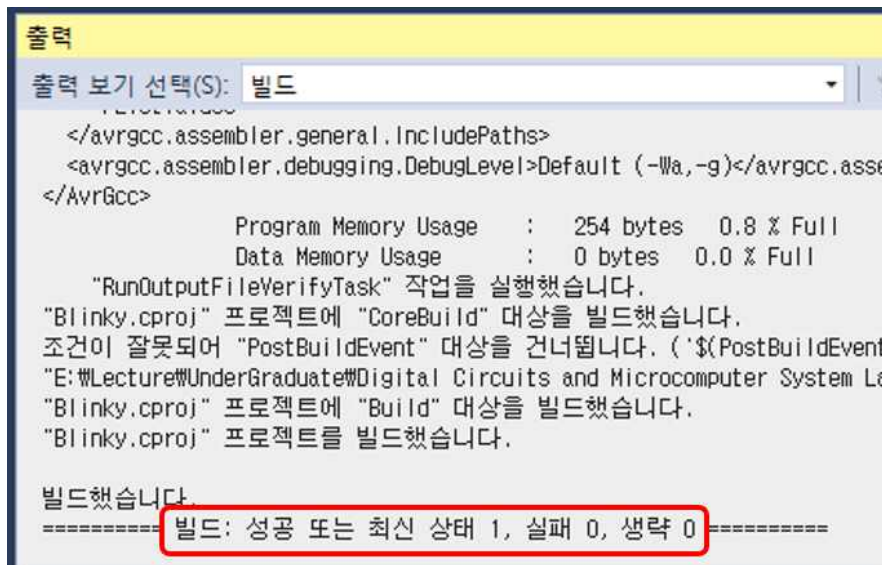 출력
출력 보기 선택(S): 빌드
</avrgcc.assembler.general.IncludePaths>
<avrgcc.assembler.debugging.DebugLevel>Default (-Wa,-g)</avrgcc.asse
</AvrGcc>
Program Memory Usage : 254 bytes 0.8 % Full
Data Memory Usage : 0 bytes 0.0 % Full
"RunOutputFileVerifyTask" 작업을 실행했습니다.
"Blinky.cproj" 프로젝트에 "CoreBuild" 대상을 빌드했습니다.
조건이 잘못되어 "PostBuildEvent" 대상을 건너뜁니다. ('$(PostBuildEvent
"E:₩Lecture₩UnderGraduate₩Digital Circuits and Microcomputer System La
"Blinky.cproj" 프로젝트에 "Build" 대상을 빌드했습니다.
"Blinky.cproj" 프로젝트를 빌드했습니다.
빌드했습니다.
========== 빌드: 성공 또는 최신 상태 1, 실패 0, 생략 0 ==========